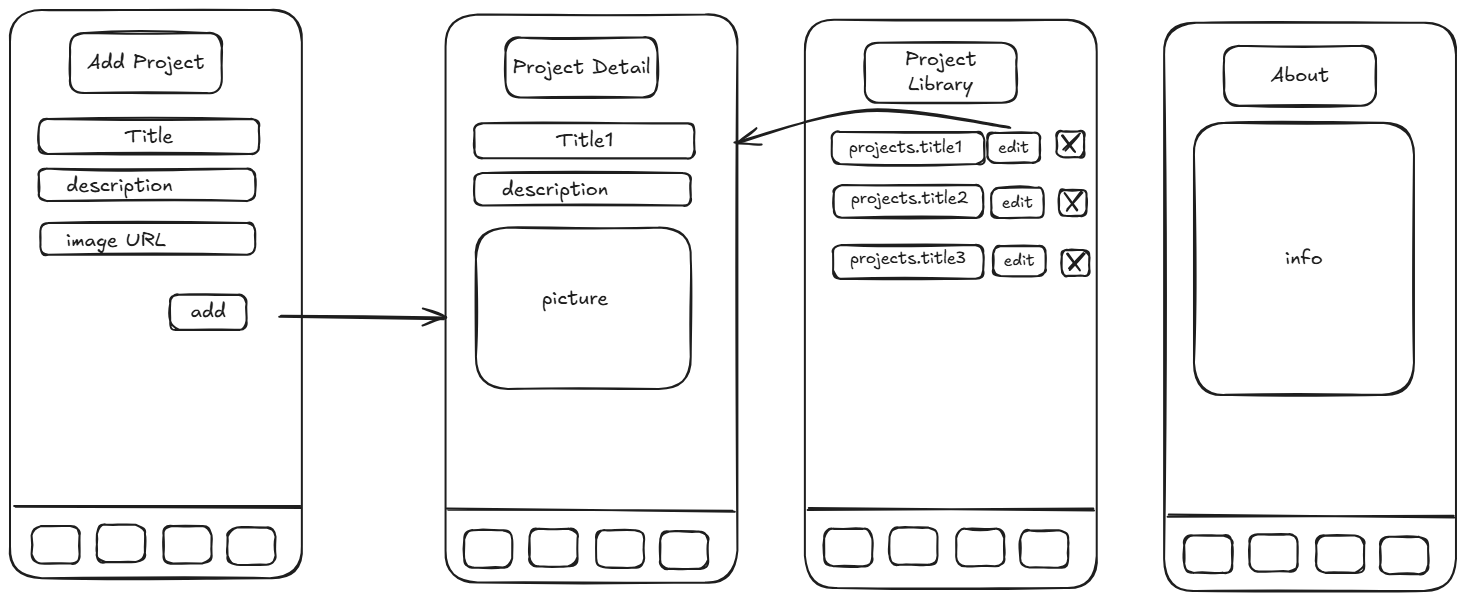 Add Project
Title
description
image URL
add
Project Detail
Title1
description
picture
Project
Library
projects.title1 edit X
projects.title2 edit X
projects.title3 edit X
About
info